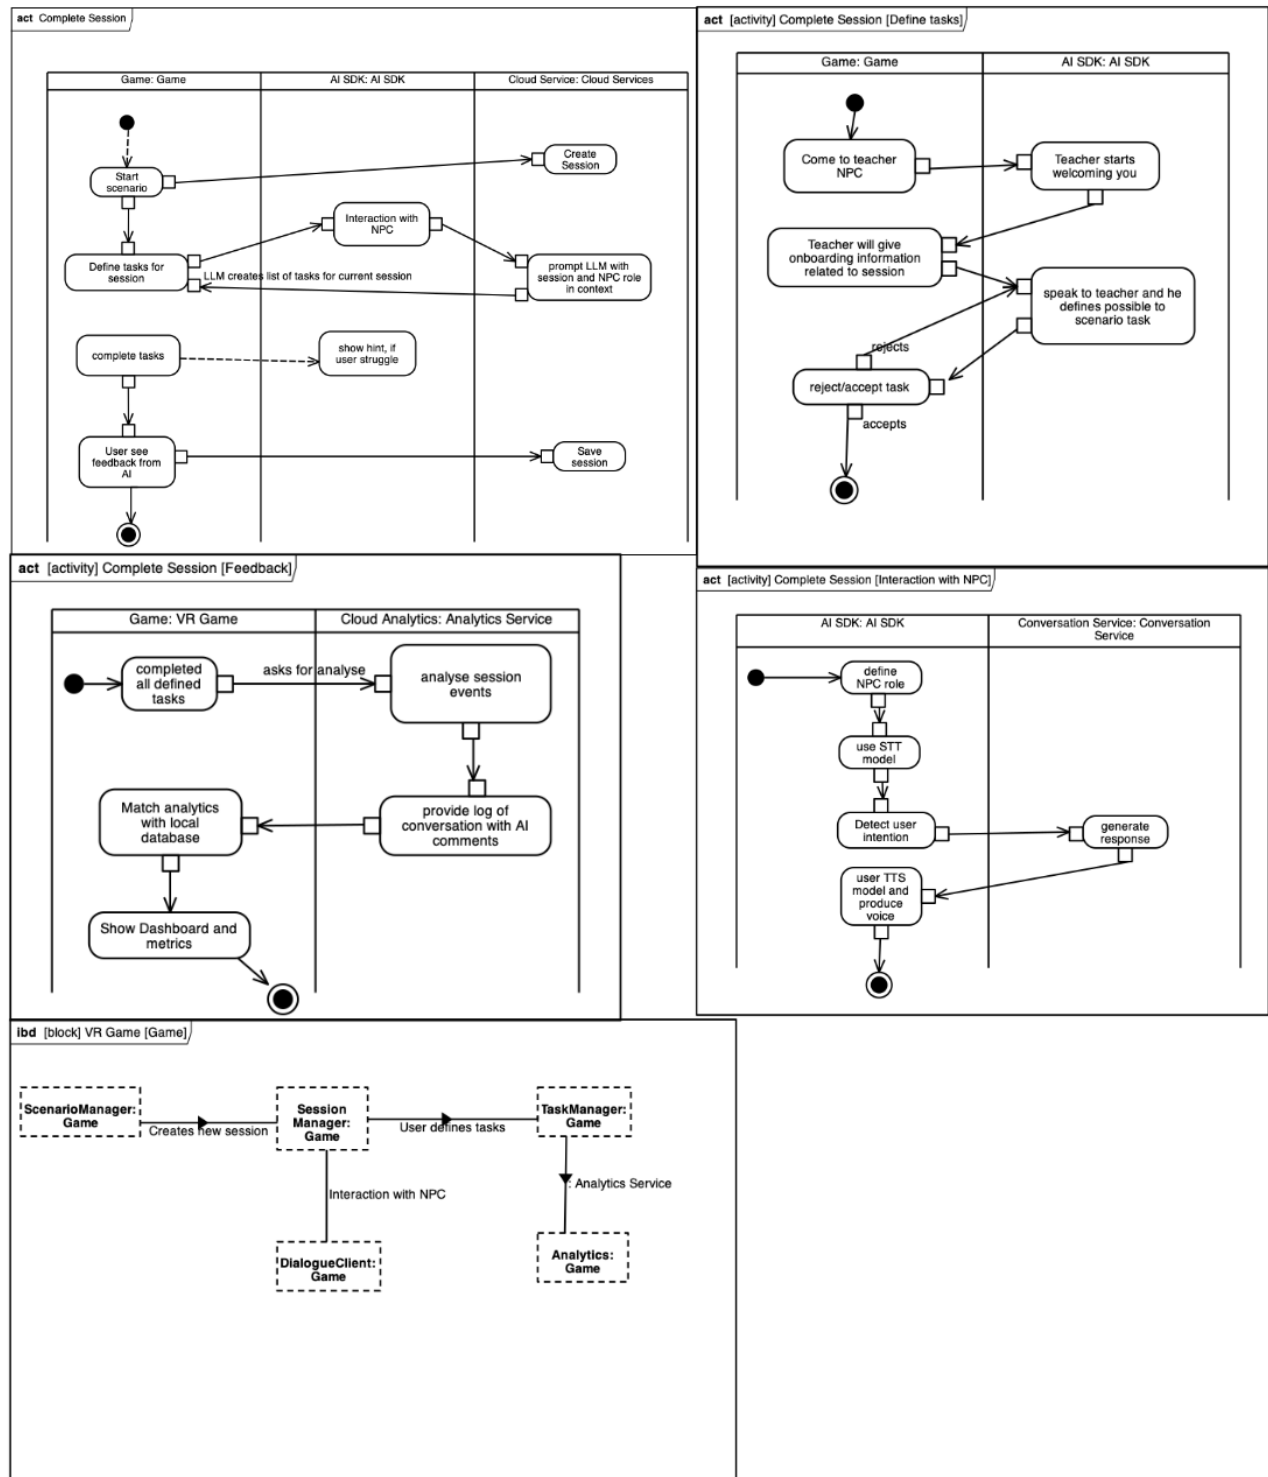 act Complete Session
Game: Game
AI SDK: AI SDK
Cloud Service: Cloud Services
Create
Session
Start
scenario
Interaction with
NPC
Define tasks for
session
LLM creates list of tasks for current session
prompt LLM with
session and NPC role
in context
complete tasks
show hint, if
user struggle
User see
feedback from
AI
Save
session
act [activity] Complete Session [Define tasks]
Game: Game
AI SDK: AI SDK
Come to teacher
NPC
Teacher starts
welcoming you
Teacher will give
onboarding information
related to session
speak to teacher and he
defines possible to
scenario task
rejects
reject/accept task
accepts
act [activity] Complete Session [Feedback]
Game: VR Game
Cloud Analytics: Analytics Service
completed
all defined
tasks
asks for analyse
analyse session
events
Match analytics
with local
database
provide log of
conversation with AI
comments
Show Dashboard and
metrics
act [activity] Complete Session [Interaction with NPC]
AI SDK: AI SDK
Conversation Service: Conversation
Service
define
NPC role
use STT
model
Detect user
intention
generate
response
user TTS
model and
produce
voice
ibd [block] VR Game [Game]
ScenarioManager:
Game
Creates new session
Session
Manager:
Game
User defines tasks
TaskManager:
Game
Interaction with NPC
: Analytics Service
DialogueClient:
Game
Analytics:
Game